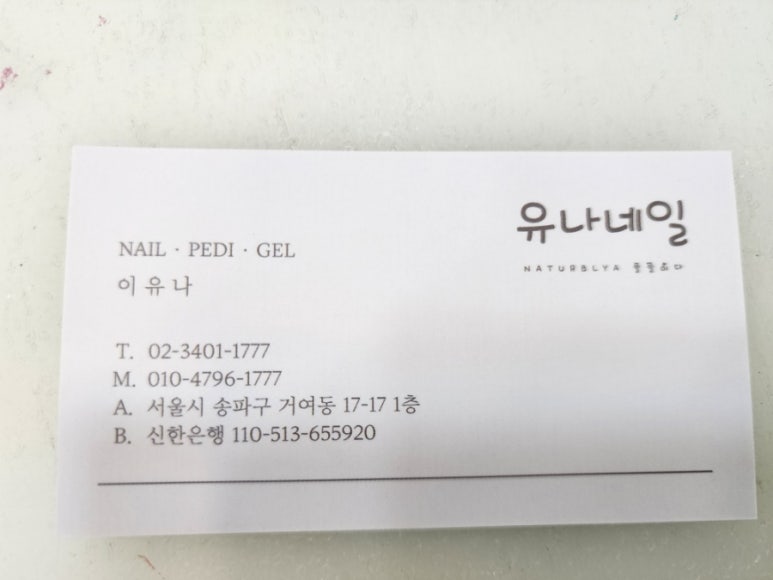 유나네일
NAIL · PEDI · GEL
이유나
T. 02-3401-1777
M. 010-4796-1777
A. 서울시 송파구 거여동 17-17 1층
B. 신한은행 110-513-655920